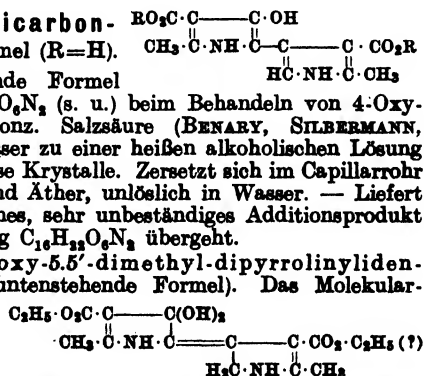 icarbon- RO₂C·C———C·OH
mel (R=H). CH₃·C·NH·C—C———C·CO₂R
nde Formel HC·NH·C·CH₃
O₆N₂ (s. u.) beim Behandeln von 4-Oxy-
onz. Salzsäure (BENARY, SILBERMANN,
sser zu einer heißen alkoholischen Lösung
se Krystalle. Zersetzt sich im Capillarrohr
nd Äther, unlöslich in Wasser. — Liefert
nes, sehr unbeständiges Additionsprodukt
g C₁₆H₂₂O₆N₂ übergeht.
oxy-5.5′-dimethyl-dipyrrolinyliden-
untenstehende Formel). Das Molekular-
C₂H₅·O₂C·C———C(OH)₂
CH₃·C·NH·C===C———C·CO₂·C₂H₅(?)
H₂C·NH·C·CH₃